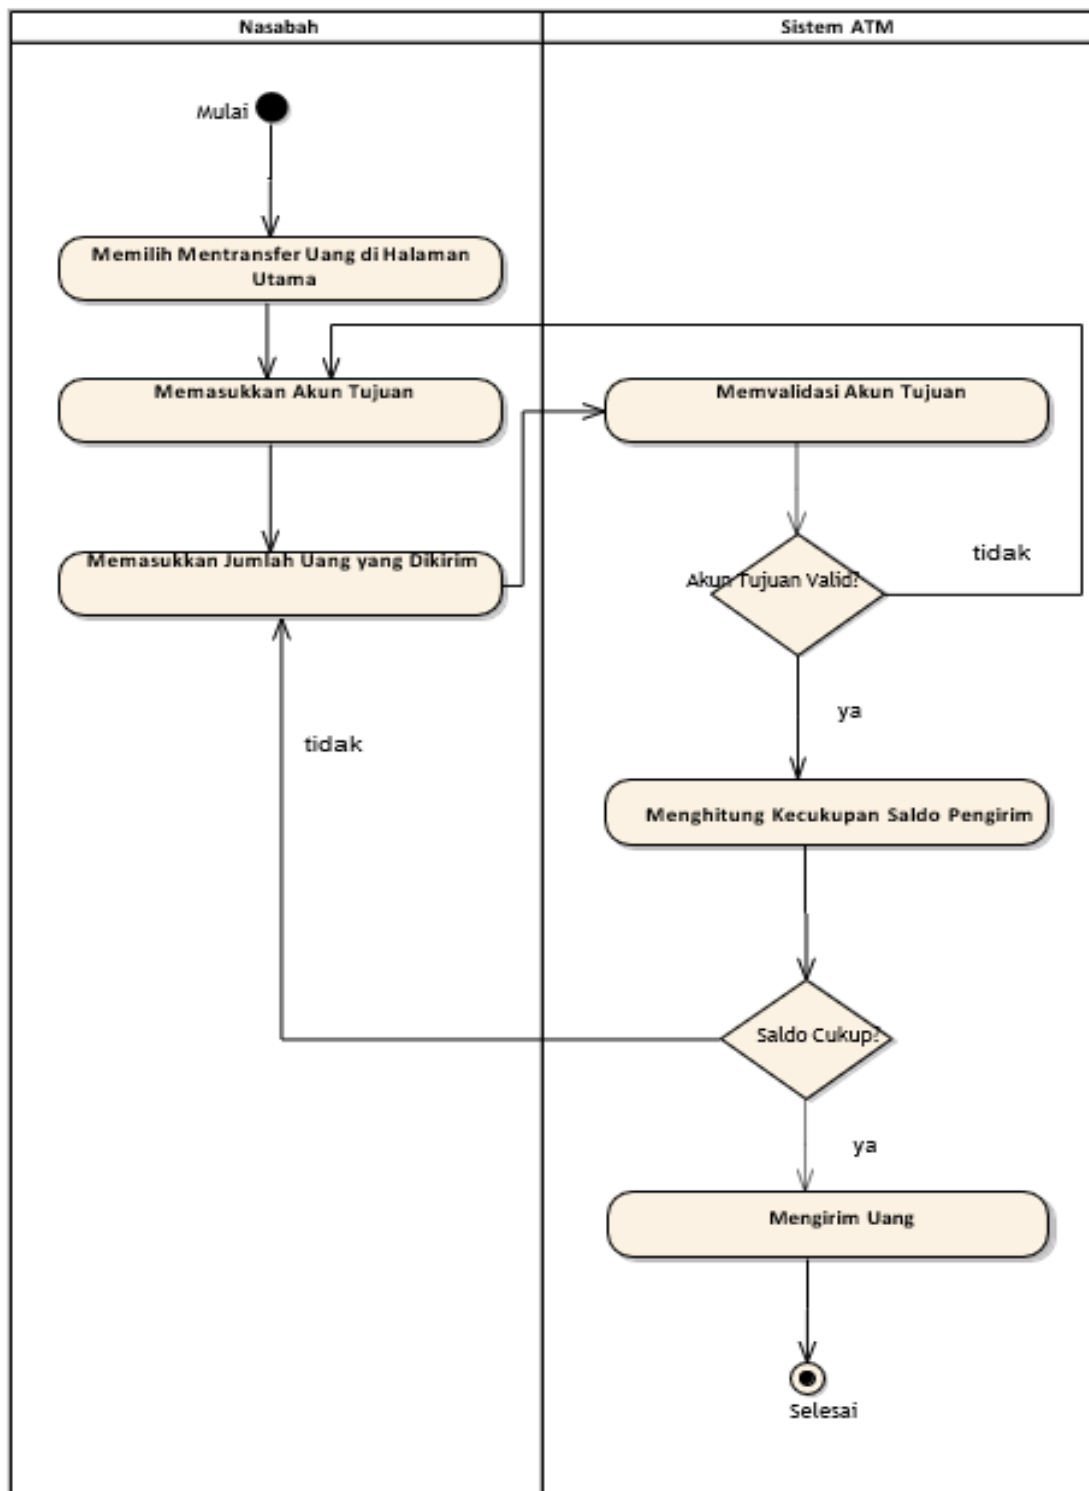 Nasabah
Sistem ATM
Mulai
Memilih Mentransfer Uang di Halaman
Utama
Memasukkan Akun Tujuan
Memvalidasi Akun Tujuan
Memasukkan Jumlah Uang yang Dikirim
Akun Tujuan Valid?
tidak
ya
tidak
Menghitung Kecukupan Saldo Pengirim
Saldo Cukup?
ya
Mengirim Uang
Selesai